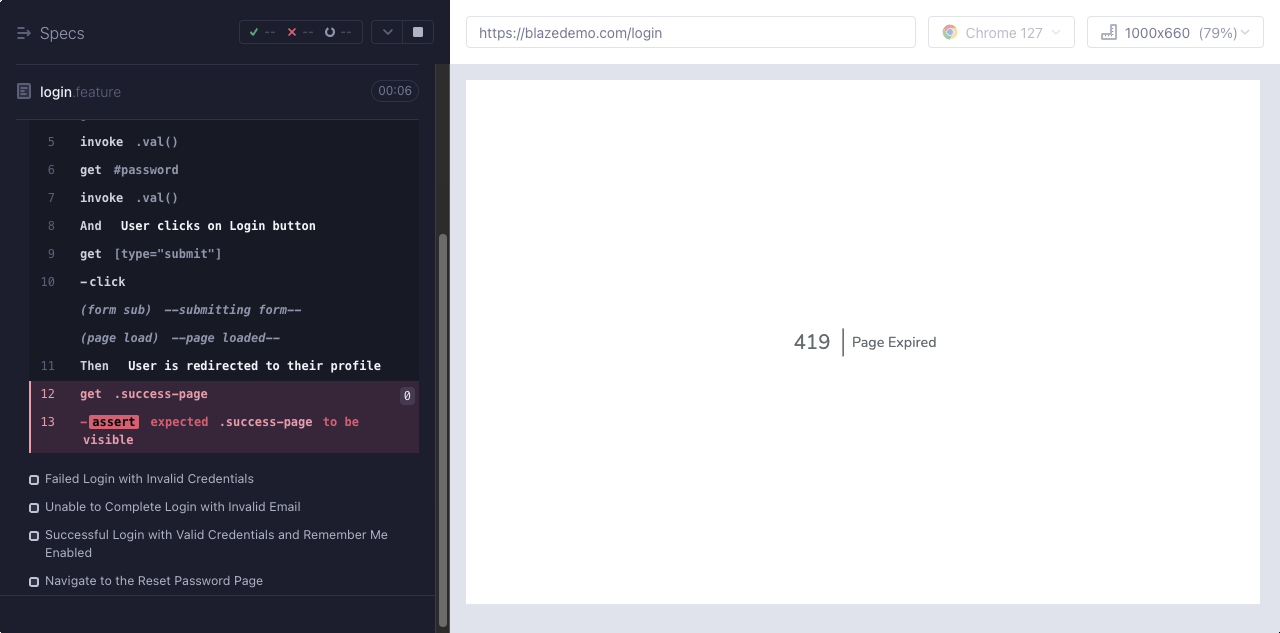 Specs
-- -- --
https://blazedemo.com/login
Chrome 127
1000x660 (79%)
login.feature
00:06
5 invoke .val()
6 get #password
7 invoke .val()
8 And User clicks on Login button
9 get [type="submit"]
10 -click
(form sub) --submitting form--
(page load) --page loaded--
11 Then User is redirected to their profile
12 get .success-page 0
13 -assert expected .success-page to be
visible
Failed Login with Invalid Credentials
Unable to Complete Login with Invalid Email
Successful Login with Valid Credentials and Remember Me
Enabled
Navigate to the Reset Password Page
419 Page Expired